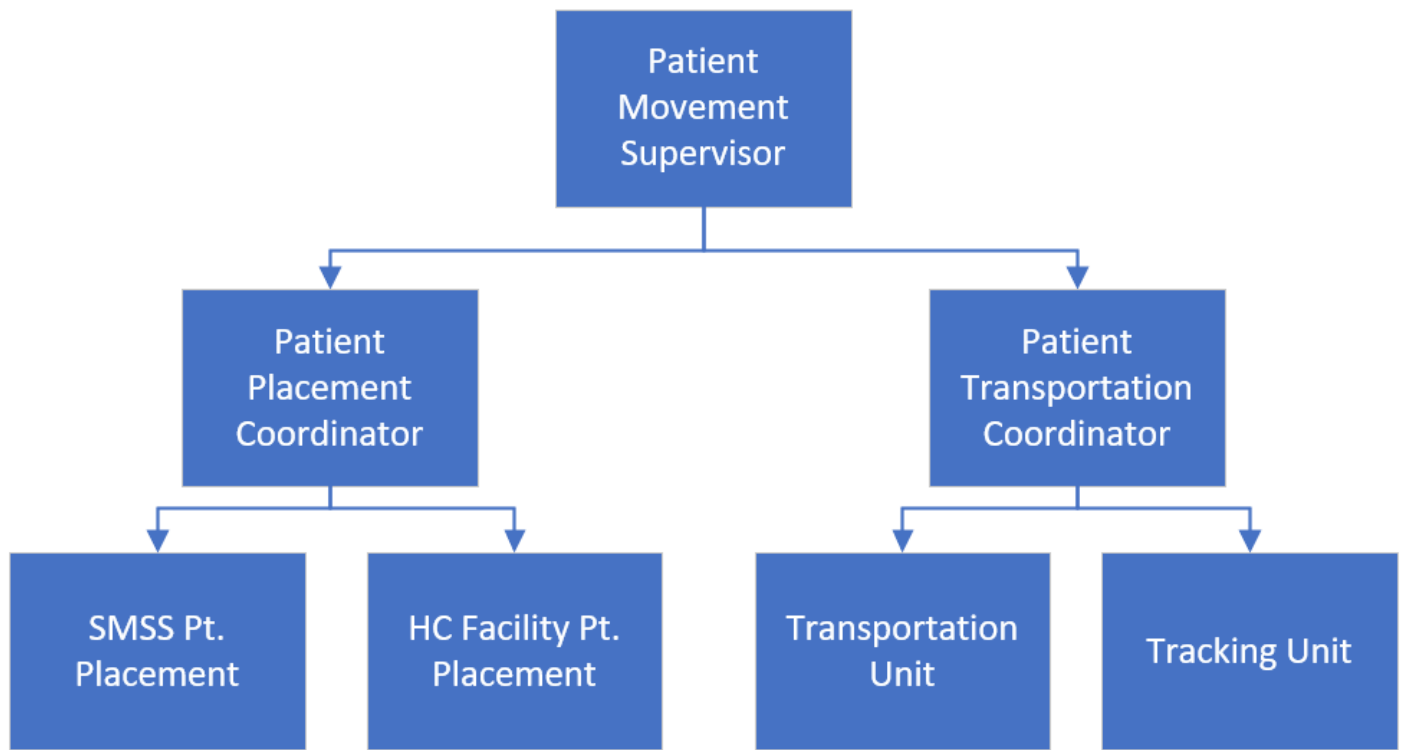 Patient
Movement
Supervisor
Patient
Placement
Coordinator
Patient
Transportation
Coordinator
SMSS Pt.
Placement
HC Facility Pt.
Placement
Transportation
Unit
Tracking Unit